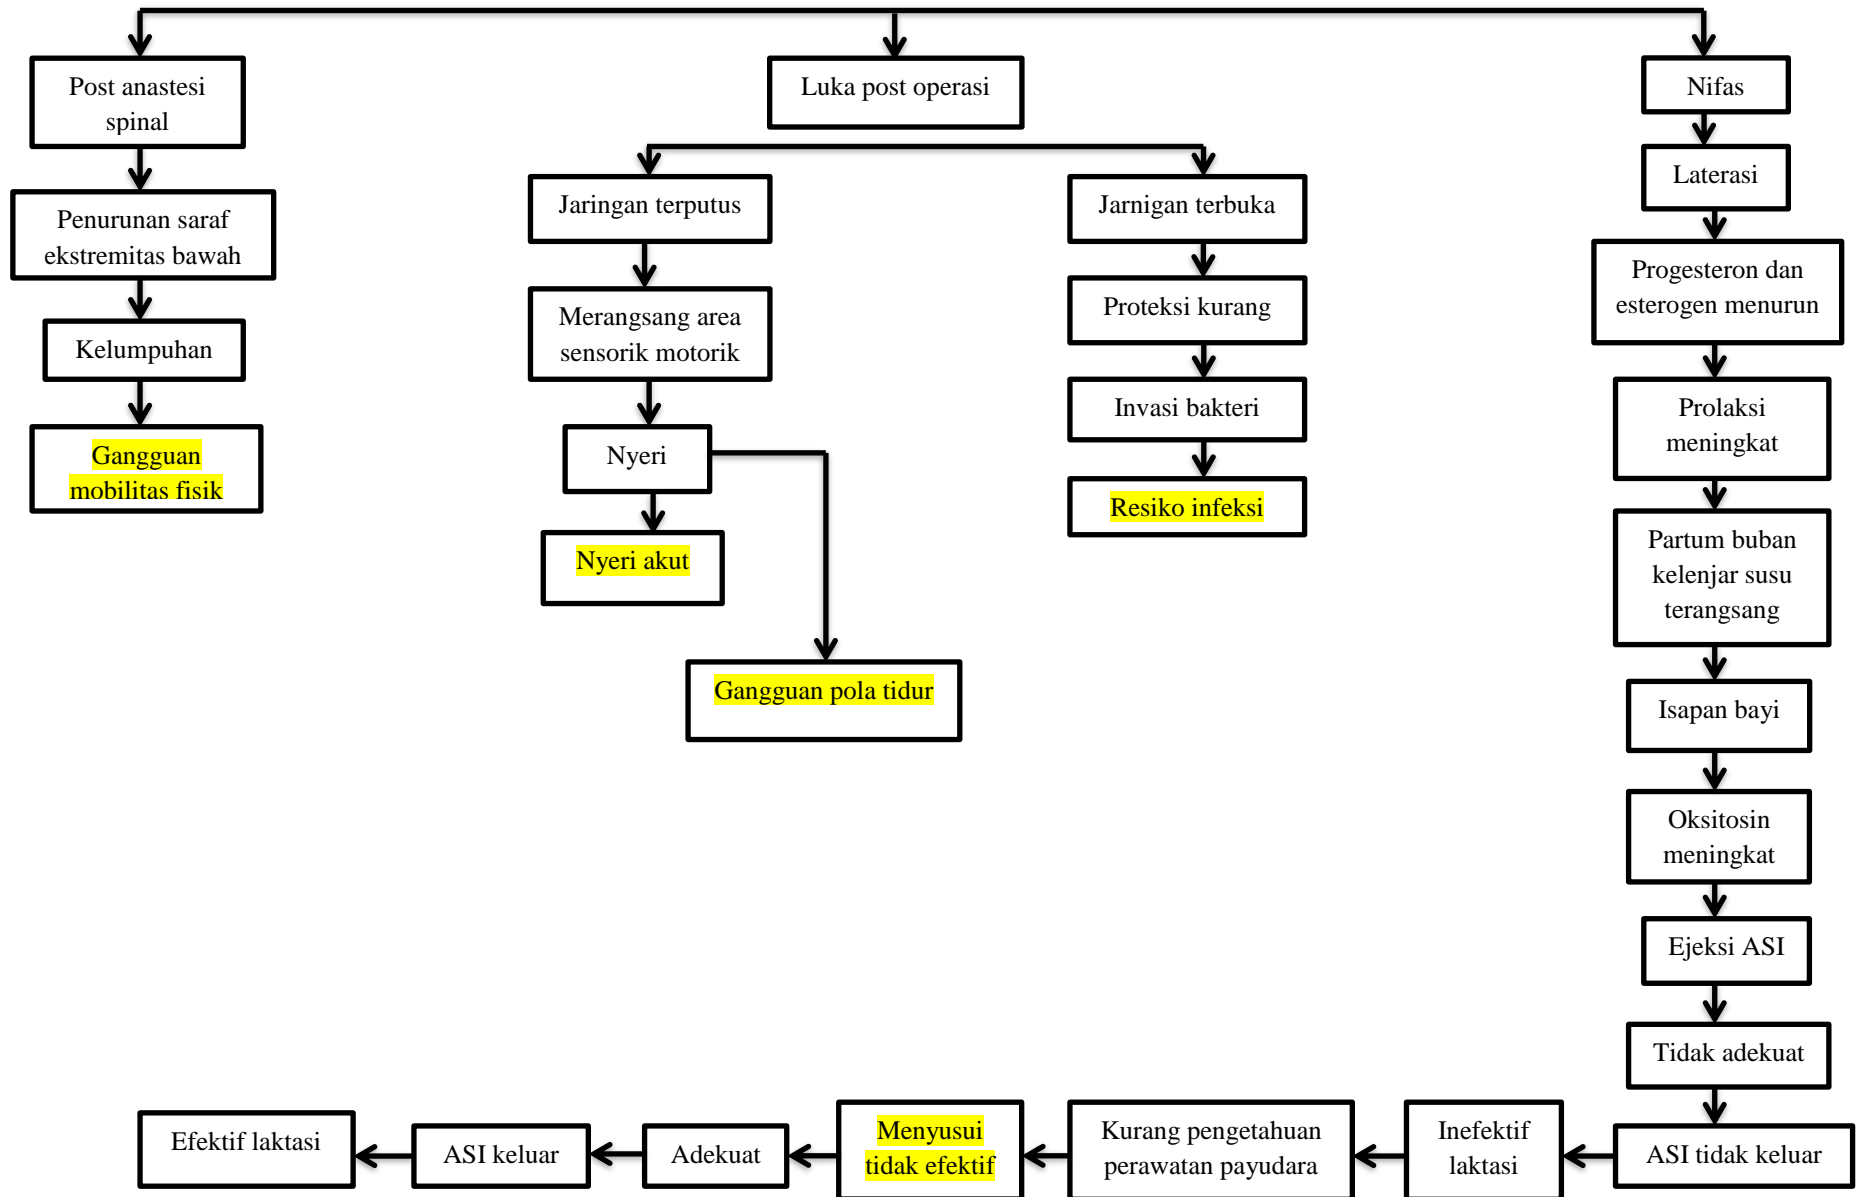 Post anastesi
spinal
Luka post operasi
Nifas
Laterasi
Jaringan terputus
Jarnigan terbuka
Penurunan saraf
ekstremitas bawah
Progesteron dan
esterogen menurun
Merangsang area
sensorik motorik
Proteksi kurang
Kelumpuhan
Prolaksi
meningkat
Invasi bakteri
Gangguan
mobilitas fisik
Nyeri
Resiko infeksi
Nyeri akut
Partum buban
kelenjar susu
terangsang
Gangguan pola tidur
Isapan bayi
Oksitosin
meningkat
Ejeksi ASI
Tidak adekuat
Efektif laktasi
ASI keluar
Adekuat
Menyusui
tidak efektif
Kurang pengetahuan
perawatan payudara
Inefektif
laktasi
ASI tidak keluar